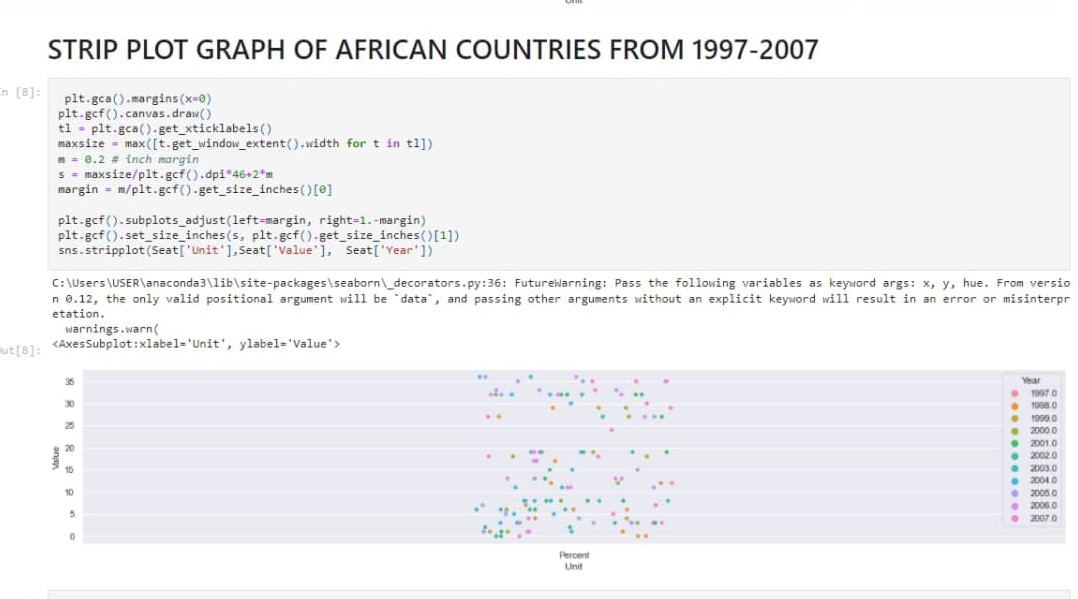 STRIP PLOT GRAPH OF AFRICAN COUNTRIES FROM 1997-2007
n [8]:
plt.gca().margins(x=0)
plt.gcf().canvas.draw()
tl = plt.gca().get_xticklabels()
maxsize = max([t.get_window_extent().width for t in tl])
m = 0.2 # inch margin
s = maxsize/plt.gcf().dpi*46+2*m
margin = m/plt.gcf().get_size_inches()[0]
plt.gcf().subplots_adjust(left=margin, right=1.-margin)
plt.gcf().set_size_inches(s, plt.gcf().get_size_inches()[1])
sns.stripplot(Seat['Unit'],Seat['Value'],  Seat['Year'])
C:\Users\USER\anaconda3\lib\site-packages\seaborn\_decorators.py:36: FutureWarning: Pass the following variables as keyword args: x, y, hue. From versio
n 0.12, the only valid positional argument will be `data`, and passing other arguments without an explicit keyword will result in an error or misinterpr
etation.
warnings.warn(
ut[8]:
<AxesSubplot:xlabel='Unit', ylabel='Value'>
35
30
25
20
15
10
5
0
Value
Year
1997.0
1998.0
1999.0
2000.0
2001.0
2002.0
2003.0
2004.0
2005.0
2006.0
2007.0
Percent
Unit